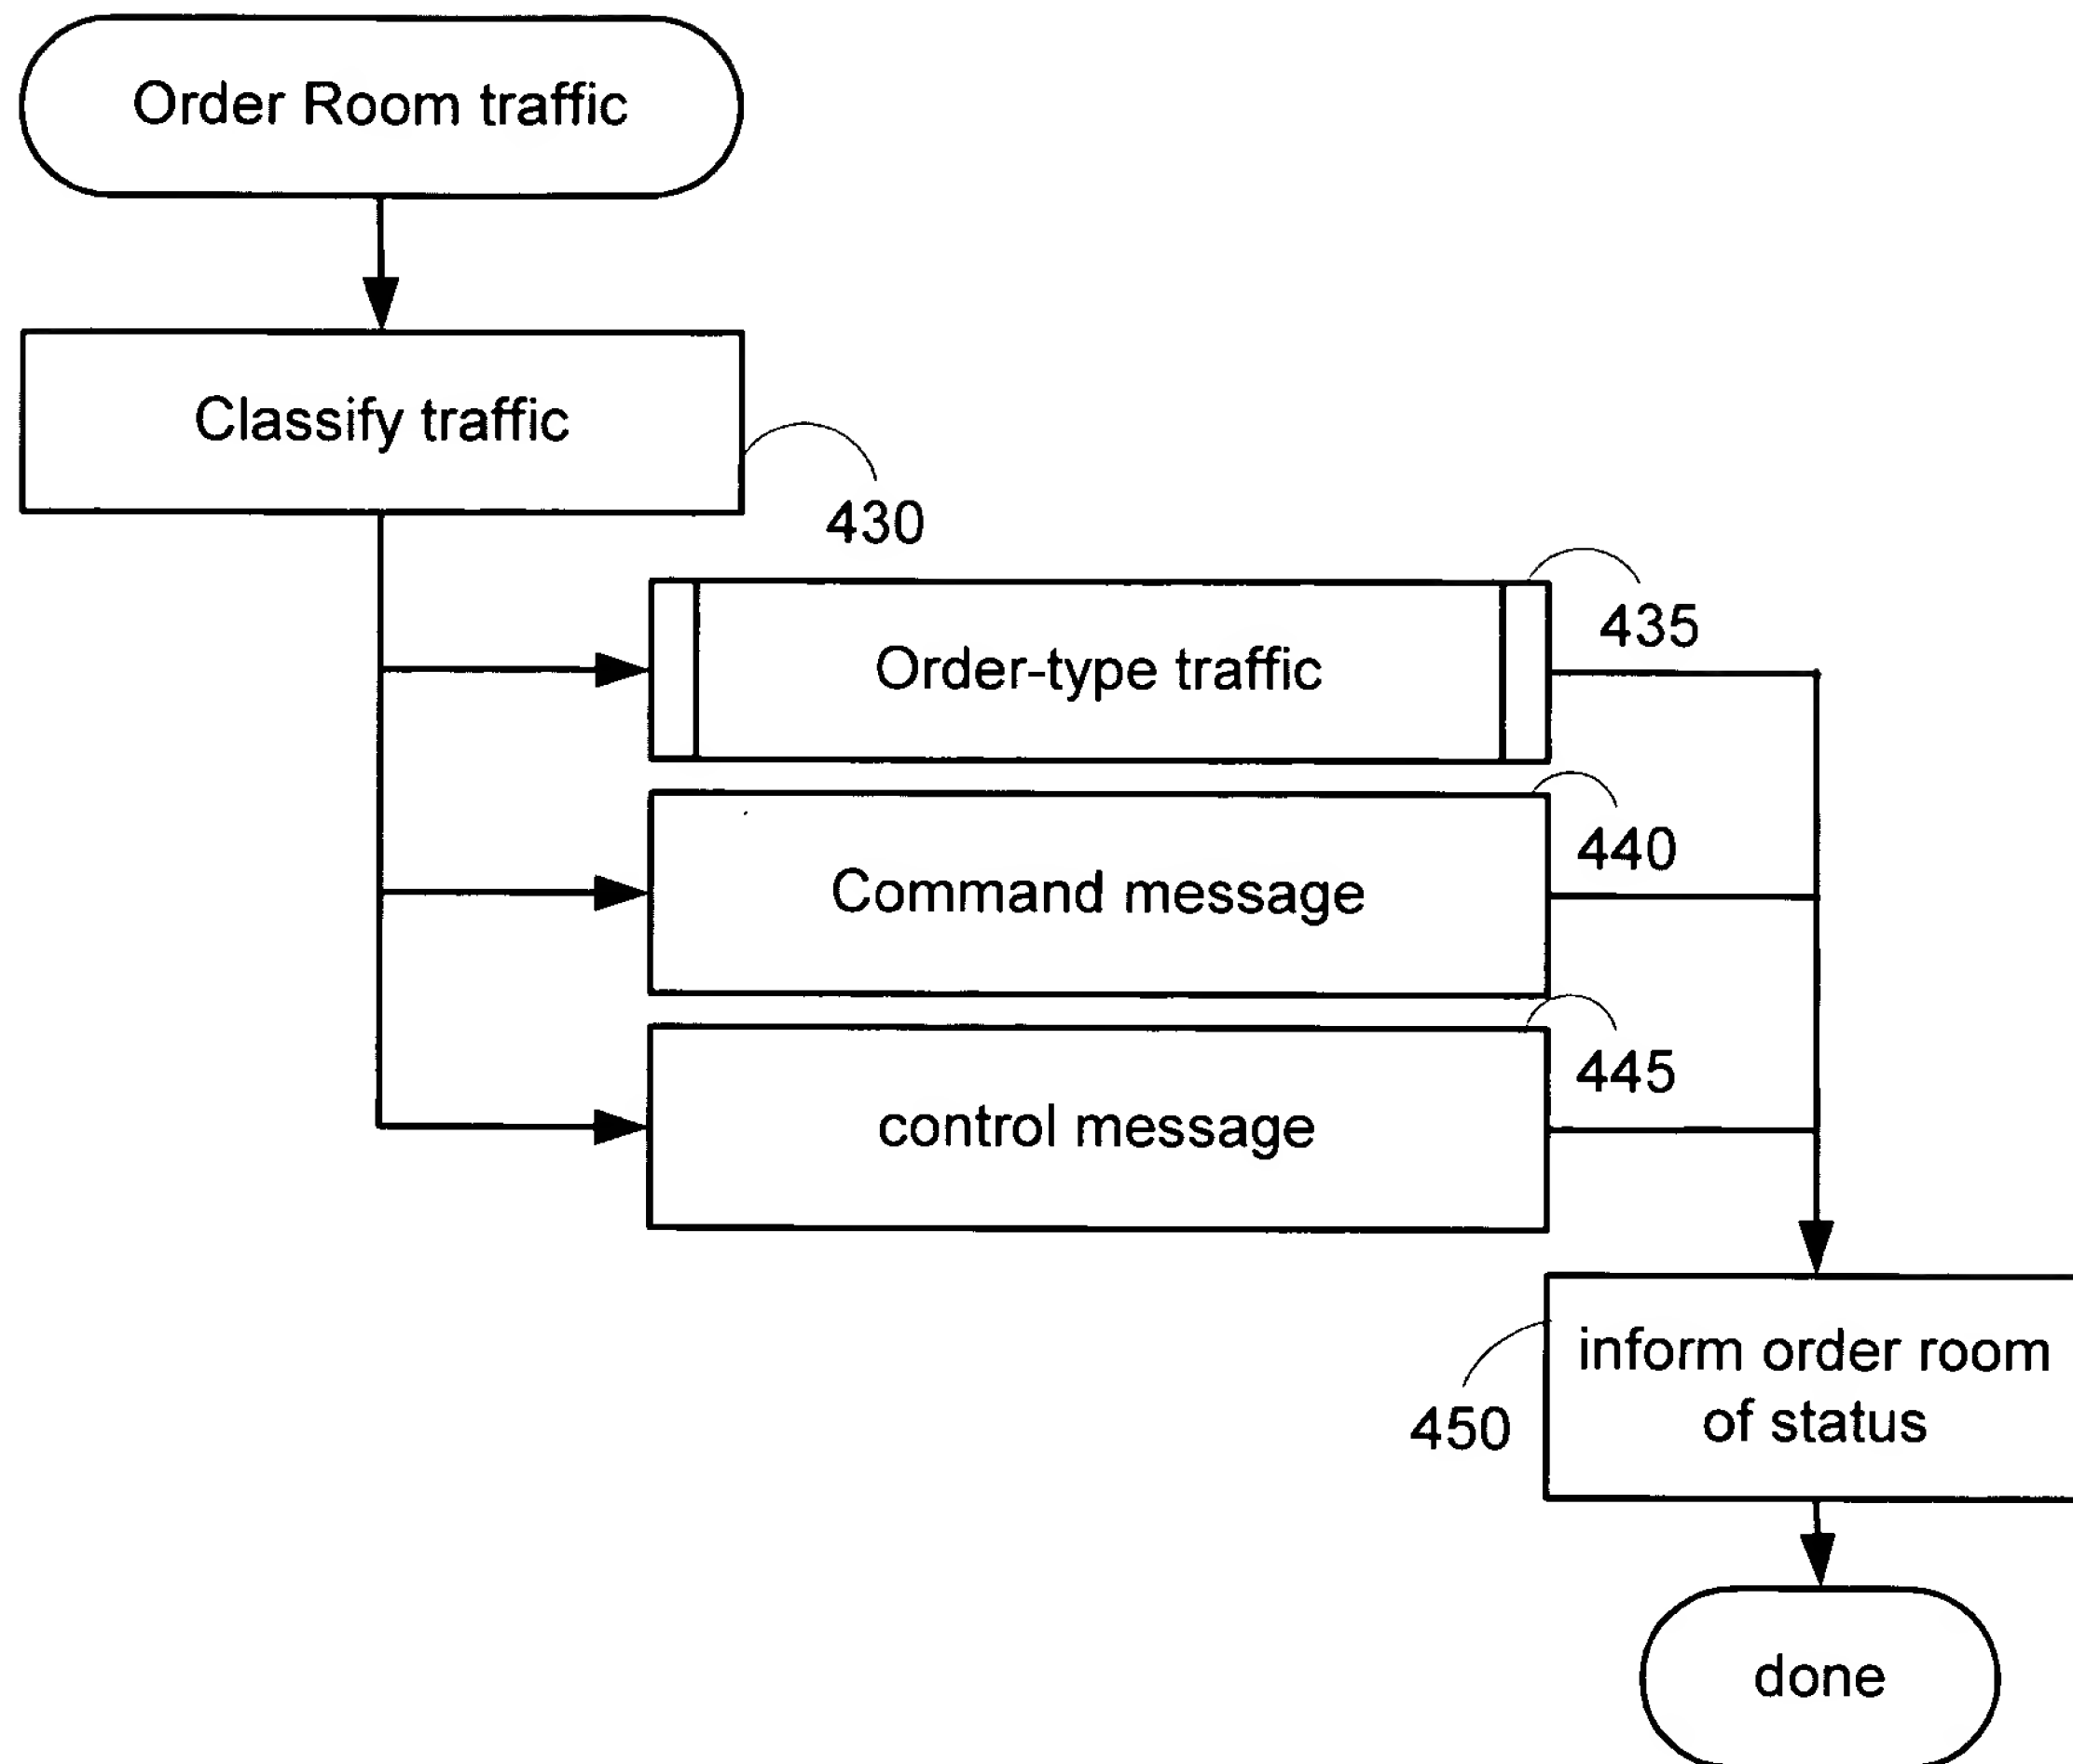 Order Room traffic
Classify traffic
430
435
Order-type traffic
440
Command message
445
control message
inform order room
of status
450
done